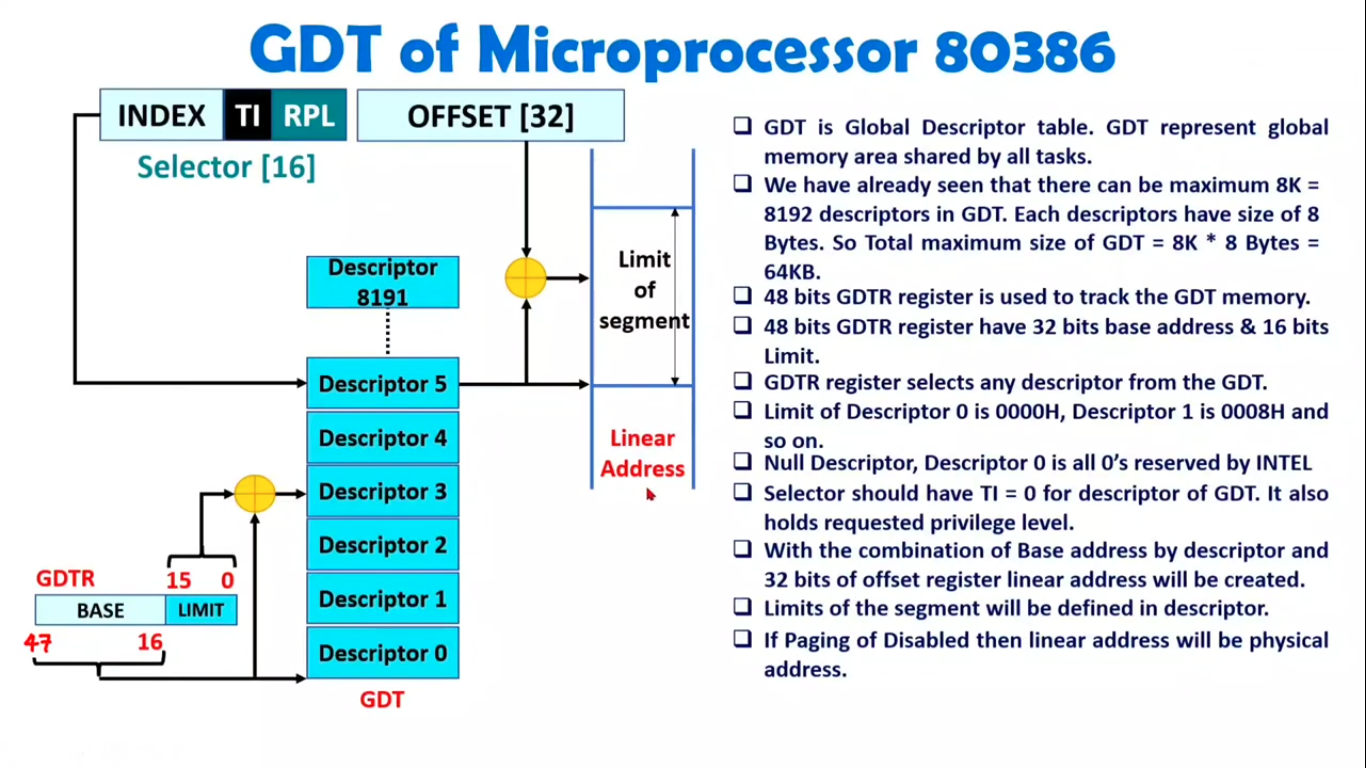 GDT of Microprocessor 80386
INDEX TI RPL
OFFSET [32]
Selector [16]
Descriptor
8191
Descriptor 5
Descriptor 4
Descriptor 3
Descriptor 2
Descriptor 1
Descriptor 0
GDT
Limit
of
segment
Linear
Address
GDTR
15 0
BASE LIMIT
47 16
GDT is Global Descriptor table. GDT represent global
memory area shared by all tasks.
We have already seen that there can be maximum 8K =
8192 descriptors in GDT. Each descriptors have size of 8
Bytes. So Total maximum size of GDT = 8K * 8 Bytes =
64KB.
48 bits GDTR register is used to track the GDT memory.
48 bits GDTR register have 32 bits base address & 16 bits
Limit.
GDTR register selects any descriptor from the GDT.
Limit of Descriptor 0 is 0000H, Descriptor 1 is 0008H and
so on.
Null Descriptor, Descriptor 0 is all 0’s reserved by INTEL
Selector should have TI = 0 for descriptor of GDT. It also
holds requested privilege level.
With the combination of Base address by descriptor and
32 bits of offset register linear address will be created.
Limits of the segment will be defined in descriptor.
If Paging of Disabled then linear address will be physical
address.